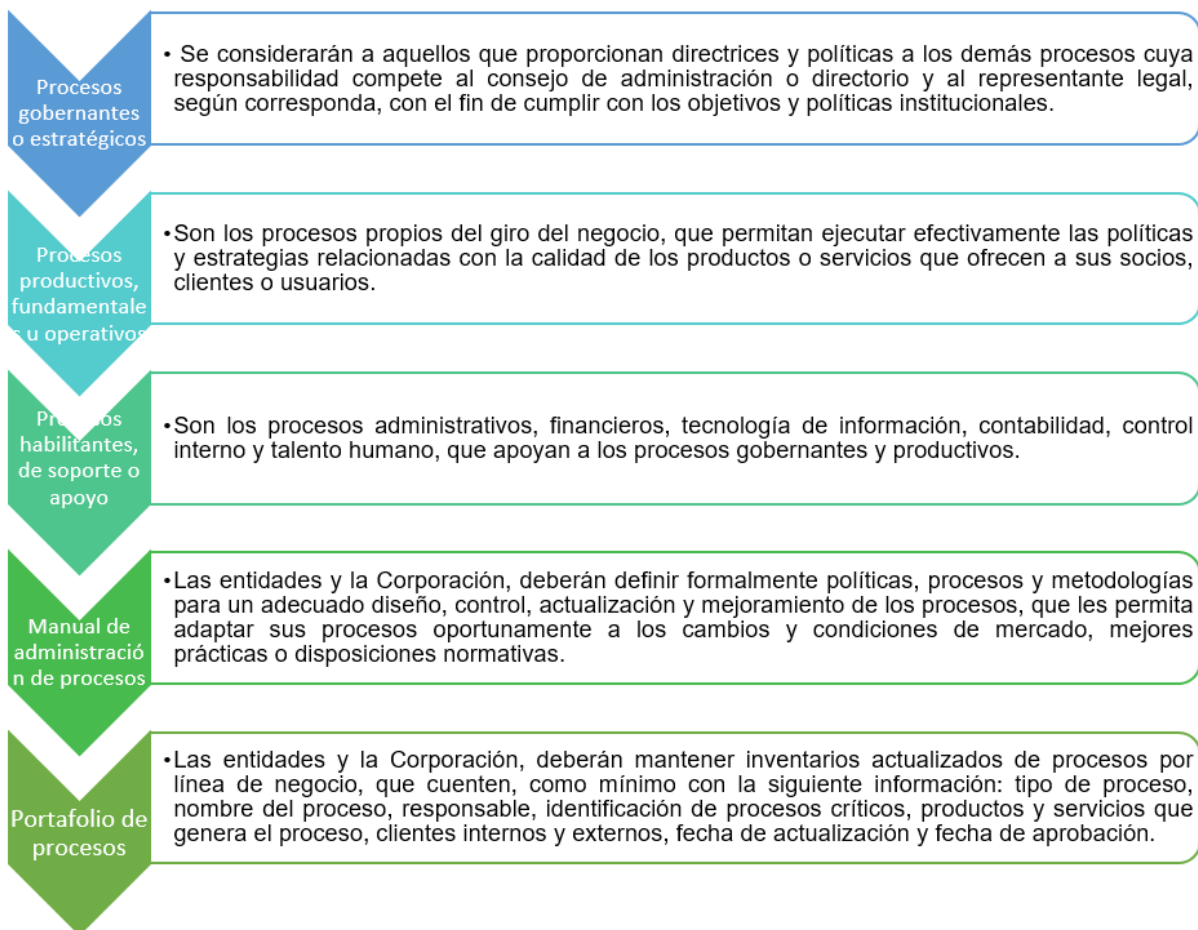 Procesos
gobernantes
o estratégicos
• Se considerarán a aquellos que proporcionan directrices y políticas a los demás procesos cuya
responsabilidad compete al consejo de administración o directorio y al representante legal,
según corresponda, con el fin de cumplir con los objetivos y políticas institucionales.
Procesos
productivos,
fundamentale
s u operativos
•Son los procesos propios del giro del negocio, que permitan ejecutar efectivamente las políticas
y estrategias relacionadas con la calidad de los productos o servicios que ofrecen a sus socios,
clientes o usuarios.
Procesos
habilitantes,
de soporte o
apoyo
•Son los procesos administrativos, financieros, tecnología de información, contabilidad, control
interno y talento humano, que apoyan a los procesos gobernantes y productivos.
Manual de
administració
n de procesos
•Las entidades y la Corporación, deberán definir formalmente políticas, procesos y metodologías
para un adecuado diseño, control, actualización y mejoramiento de los procesos, que les permita
adaptar sus procesos oportunamente a los cambios y condiciones de mercado, mejores
prácticas o disposiciones normativas.
Portafolio de
procesos
•Las entidades y la Corporación, deberán mantener inventarios actualizados de procesos por
línea de negocio, que cuenten, como mínimo con la siguiente información: tipo de proceso,
nombre del proceso, responsable, identificación de procesos críticos, productos y servicios que
genera el proceso, clientes internos y externos, fecha de actualización y fecha de aprobación.